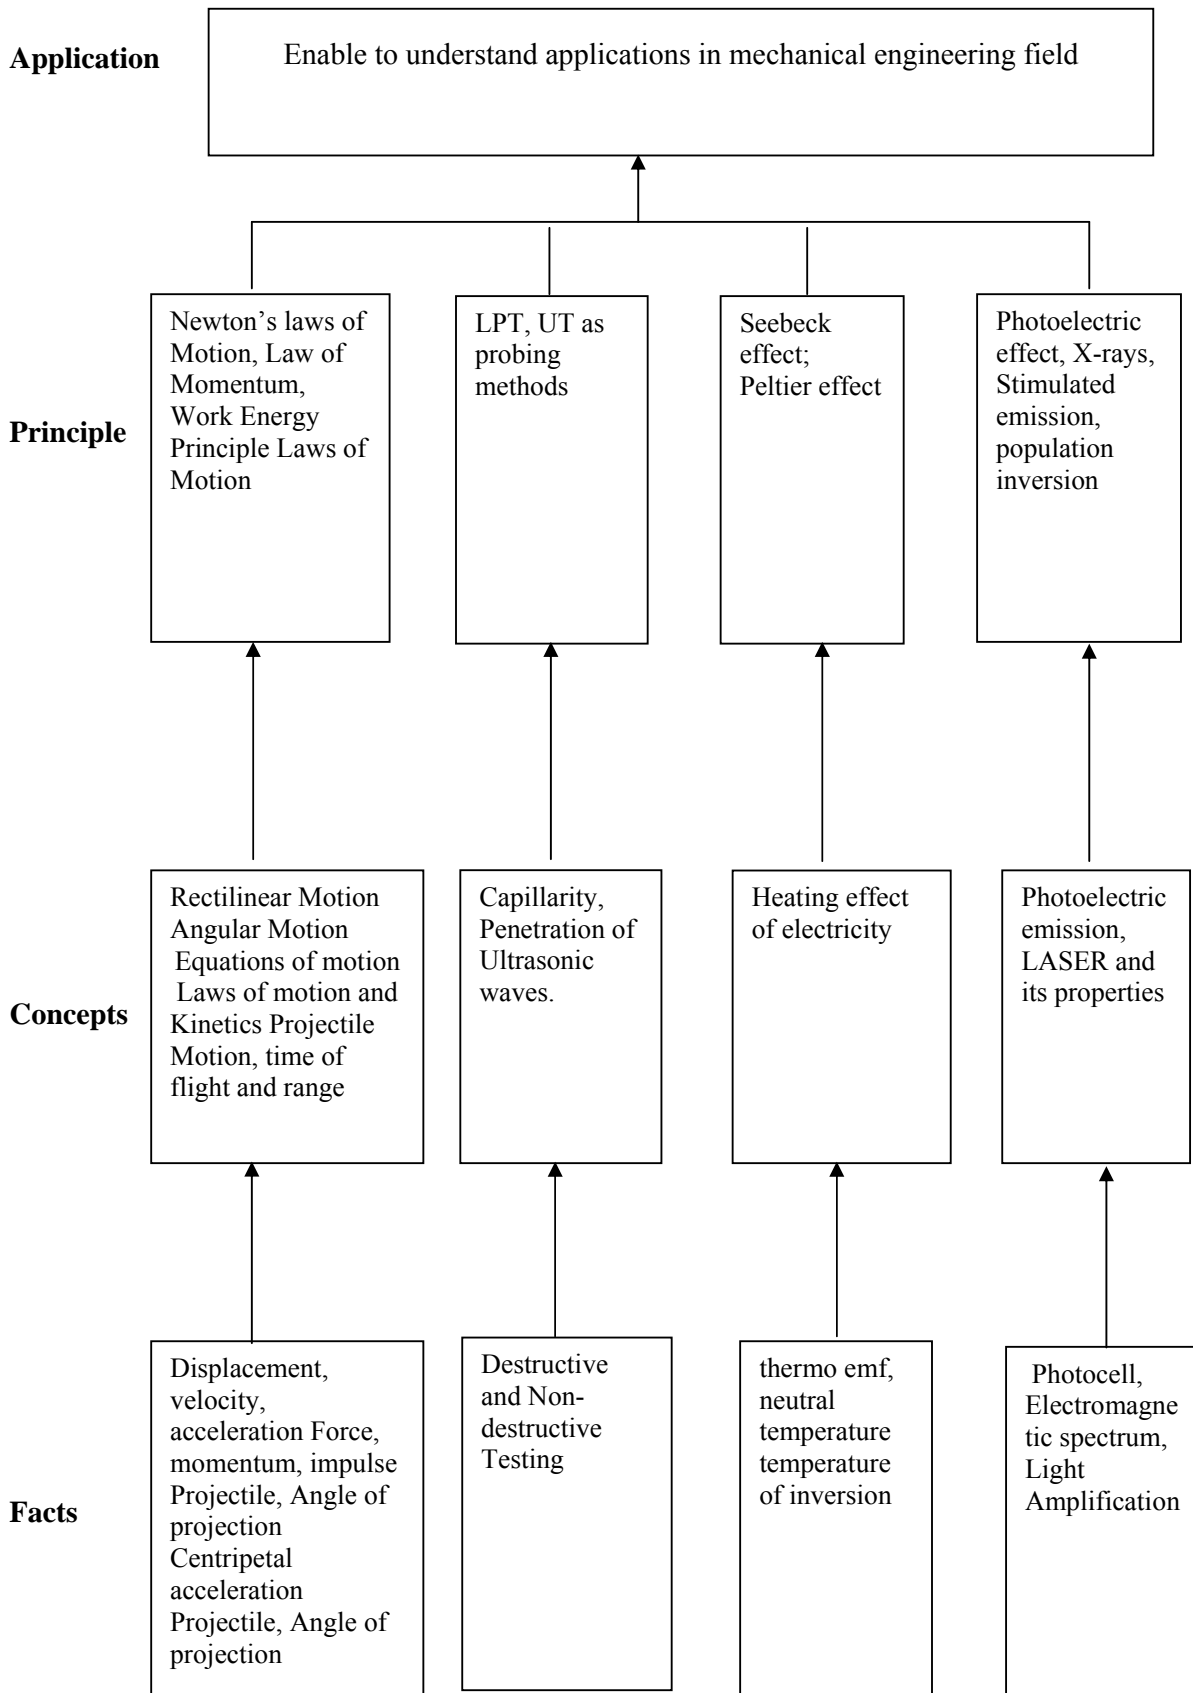 Application
Enable to understand applications in mechanical engineering field
Principle
Newton’s laws of
Motion, Law of
Momentum,
Work Energy
Principle Laws of
Motion
LPT, UT as
probing
methods
Seebeck
effect;
Peltier effect
Photoelectric
effect, X-rays,
Stimulated
emission,
population
inversion
Concepts
Rectilinear Motion
Angular Motion
Equations of motion
Laws of motion and
Kinetics Projectile
Motion, time of
flight and range
Capillarity,
Penetration of
Ultrasonic
waves.
Heating effect
of electricity
Photoelectric
emission,
LASER and
its properties
Facts
Displacement,
velocity,
acceleration Force,
momentum, impulse
Projectile, Angle of
projection
Centripetal
acceleration
Projectile, Angle of
projection
Destructive
and Non-
destructive
Testing
thermo emf,
neutral
temperature
temperature
of inversion
Photocell,
Electromagne
tic spectrum,
Light
Amplification